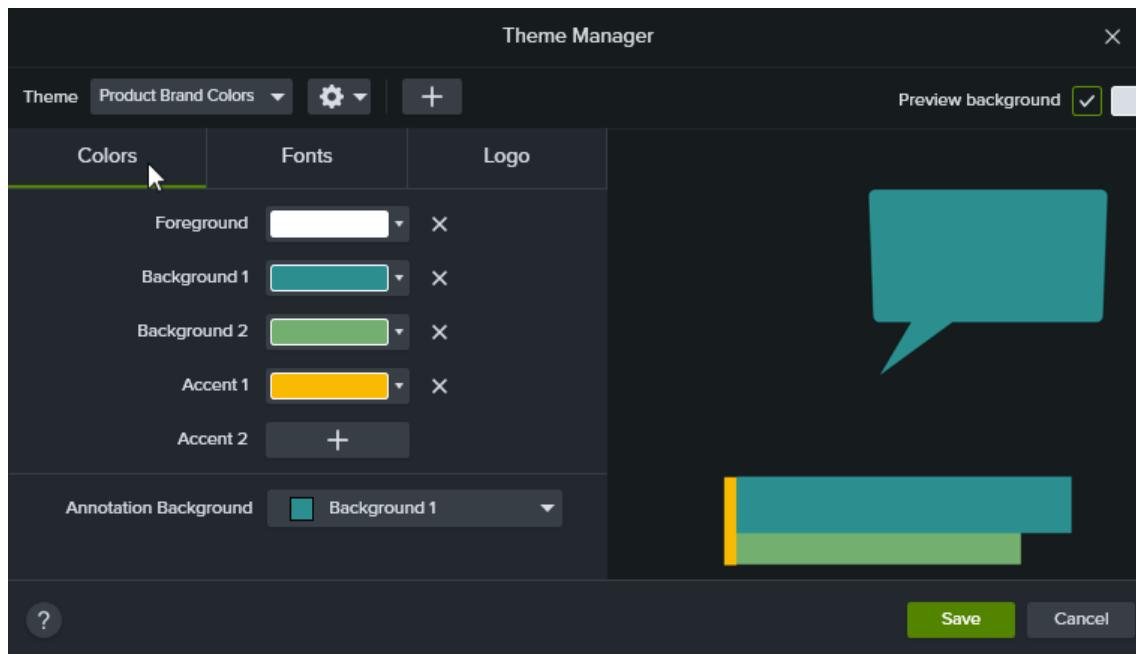 Theme Manager
Theme Product Brand Colors Preview background
Colors Fonts Logo
Foreground
Background 1
Background 2
Accent 1
Accent 2
Annotation Background Background 1
? Save Cancel